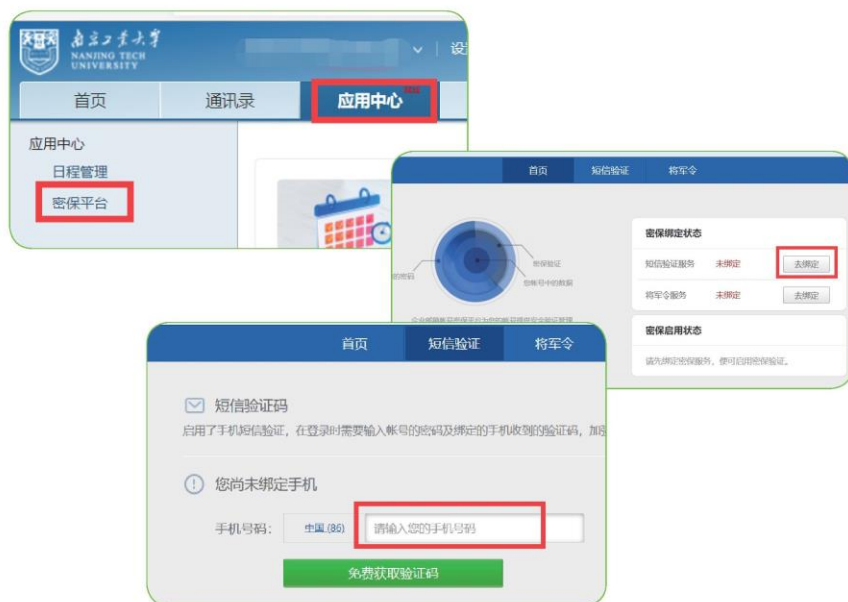 南京工业大学
NANJING TECH
UNIVERSITY
设
首页 通讯录 应用中心
应用中心
日程管理
密保平台
首页 短信验证 将军令
密保验证
的密码
您帐号中的数据
密保绑定状态
短信验证服务 未绑定 去绑定
将军令服务 未绑定 去绑定
密保启用状态
请先绑定密保服务，便可启用密保验证。
首页 短信验证 将军令
短信验证码
启用了手机短信验证，在登录时需要输入帐号的密码及绑定的手机收到的验证码，加密
您尚未绑定手机
手机号码： 中国(86) 请输入您的手机号码
免费获取验证码